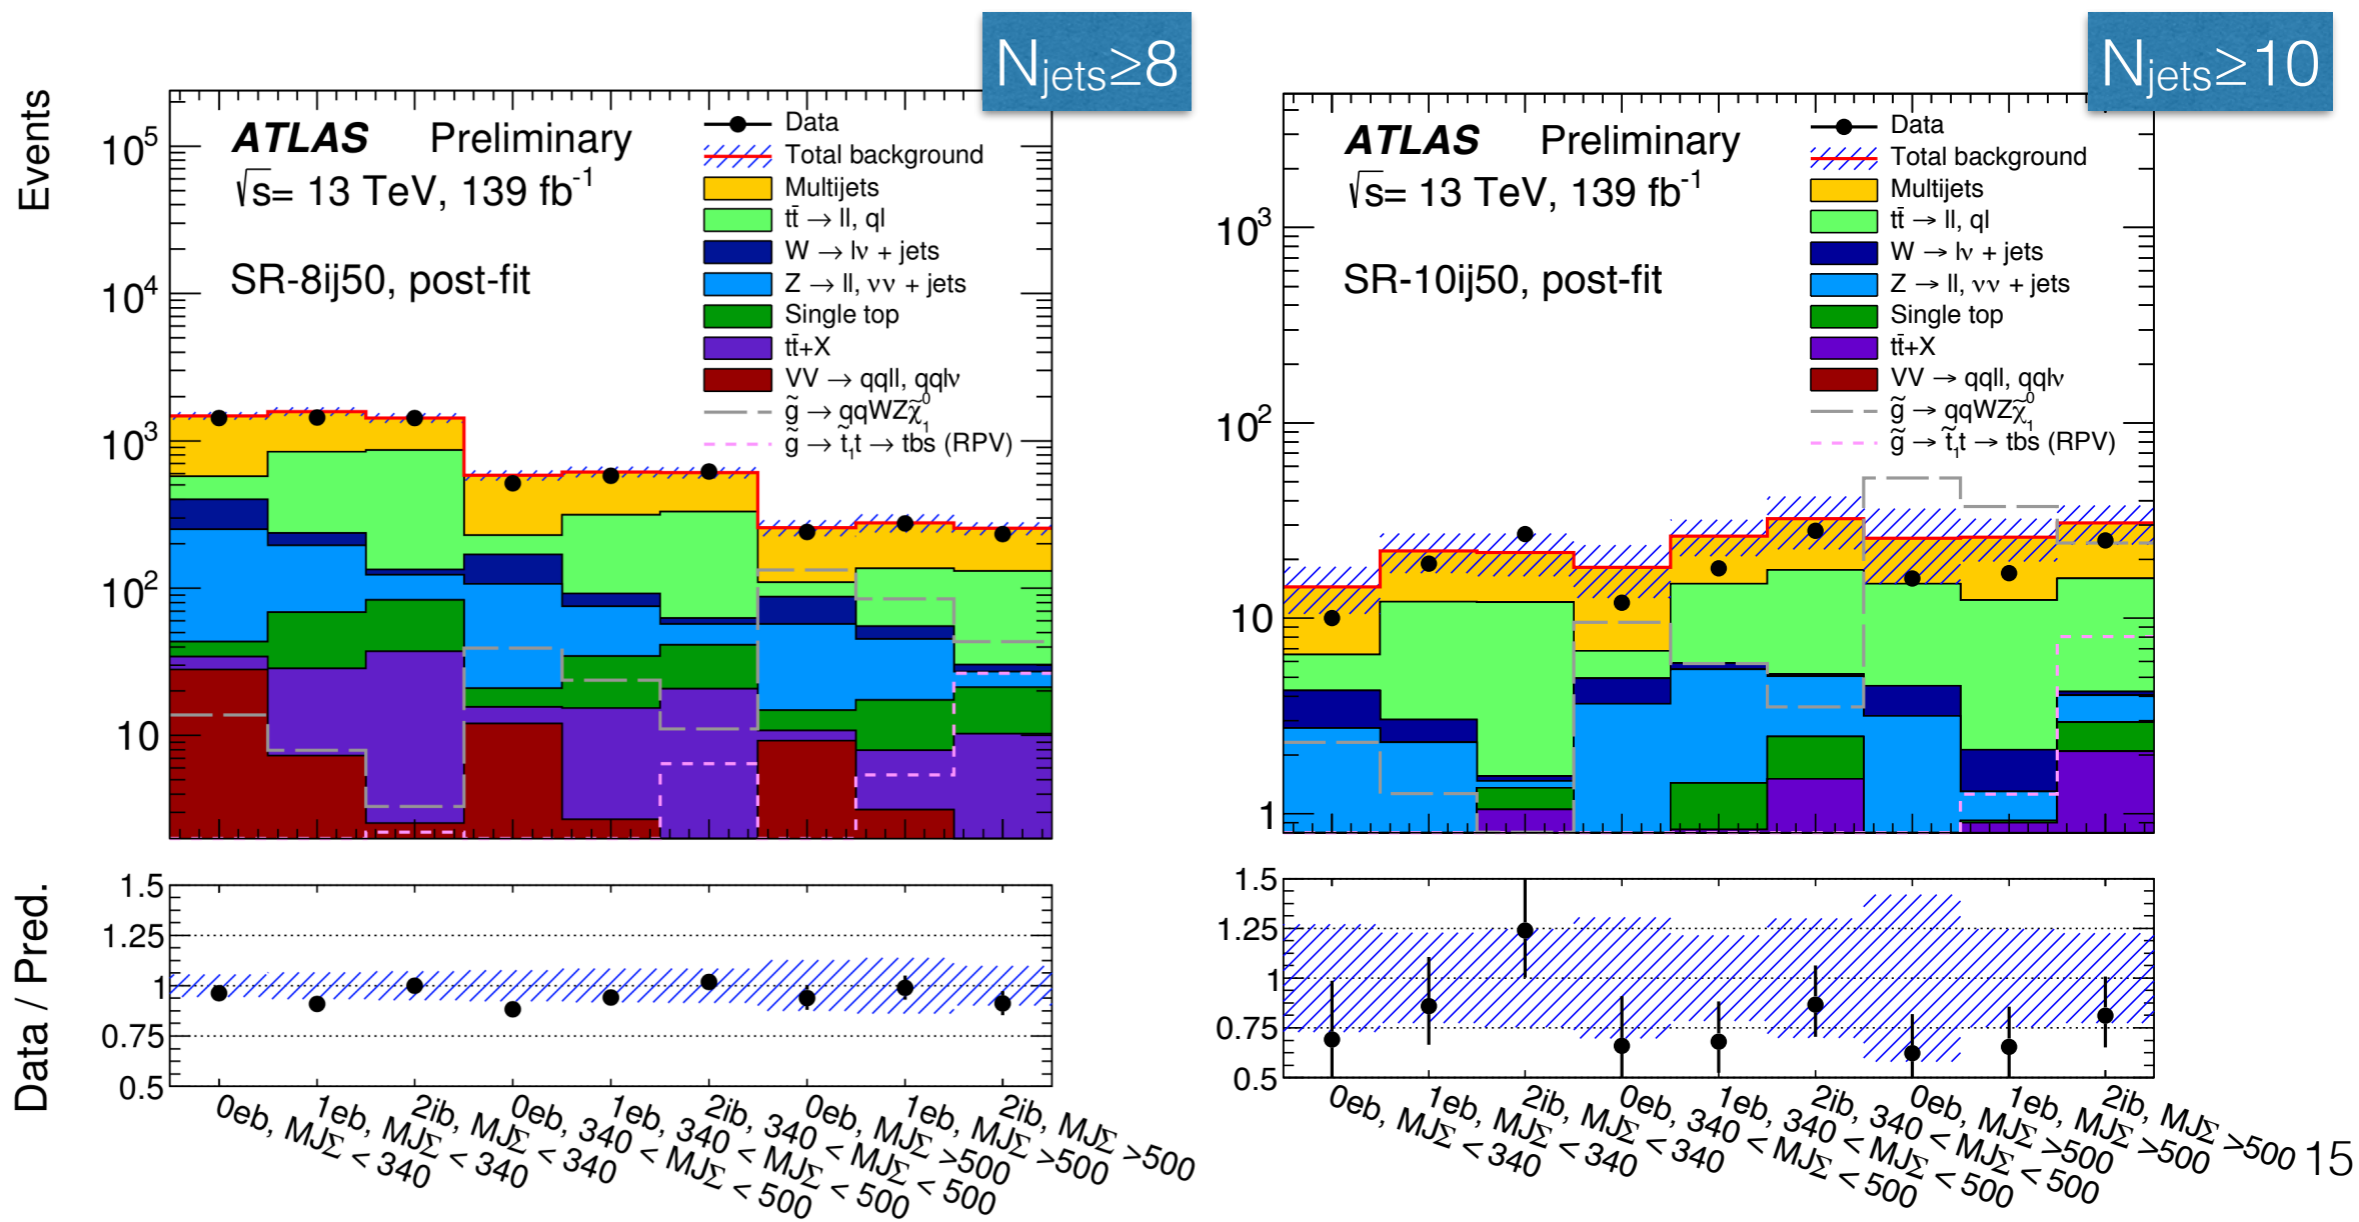 Njets≥8
Events
10^5
10^4
10^3
10^2
10
ATLAS Preliminary
√s= 13 TeV, 139 fb^-1
SR-8ij50, post-fit
Data
Total background
Multijets
tt̄ → ll, ql
W → lν + jets
Z → ll, νν + jets
Single top
tt̄+X
VV → qqll, qqlν
g̃ → qqWZχ̃₁⁰
g̃ → t̃₁t → tbs (RPV)
Data / Pred.
1.5
1.25
1
0.75
0.5
0eb, MJΣ < 340
1eb, MJΣ < 340
2ib, MJΣ < 340
0eb, 340 < MJΣ < 500
1eb, 340 < MJΣ < 500
2ib, 340 < MJΣ < 500
0eb, MJΣ >500
1eb, MJΣ >500
2ib, MJΣ >500
Njets≥10
10^3
10^2
10
1
ATLAS Preliminary
√s= 13 TeV, 139 fb^-1
SR-10ij50, post-fit
Data
Total background
Multijets
tt̄ → ll, ql
W → lν + jets
Z → ll, νν + jets
Single top
tt̄+X
VV → qqll, qqlν
g̃ → qqWZχ̃₁⁰
g̃ → t̃₁t → tbs (RPV)
1.5
1.25
1
0.75
0.5
0eb, MJΣ < 340
1eb, MJΣ < 340
2ib, MJΣ < 340
0eb, 340 < MJΣ < 500
1eb, 340 < MJΣ < 500
2ib, 340 < MJΣ < 500
0eb, MJΣ >500
1eb, MJΣ >500
2ib, MJΣ >500
15